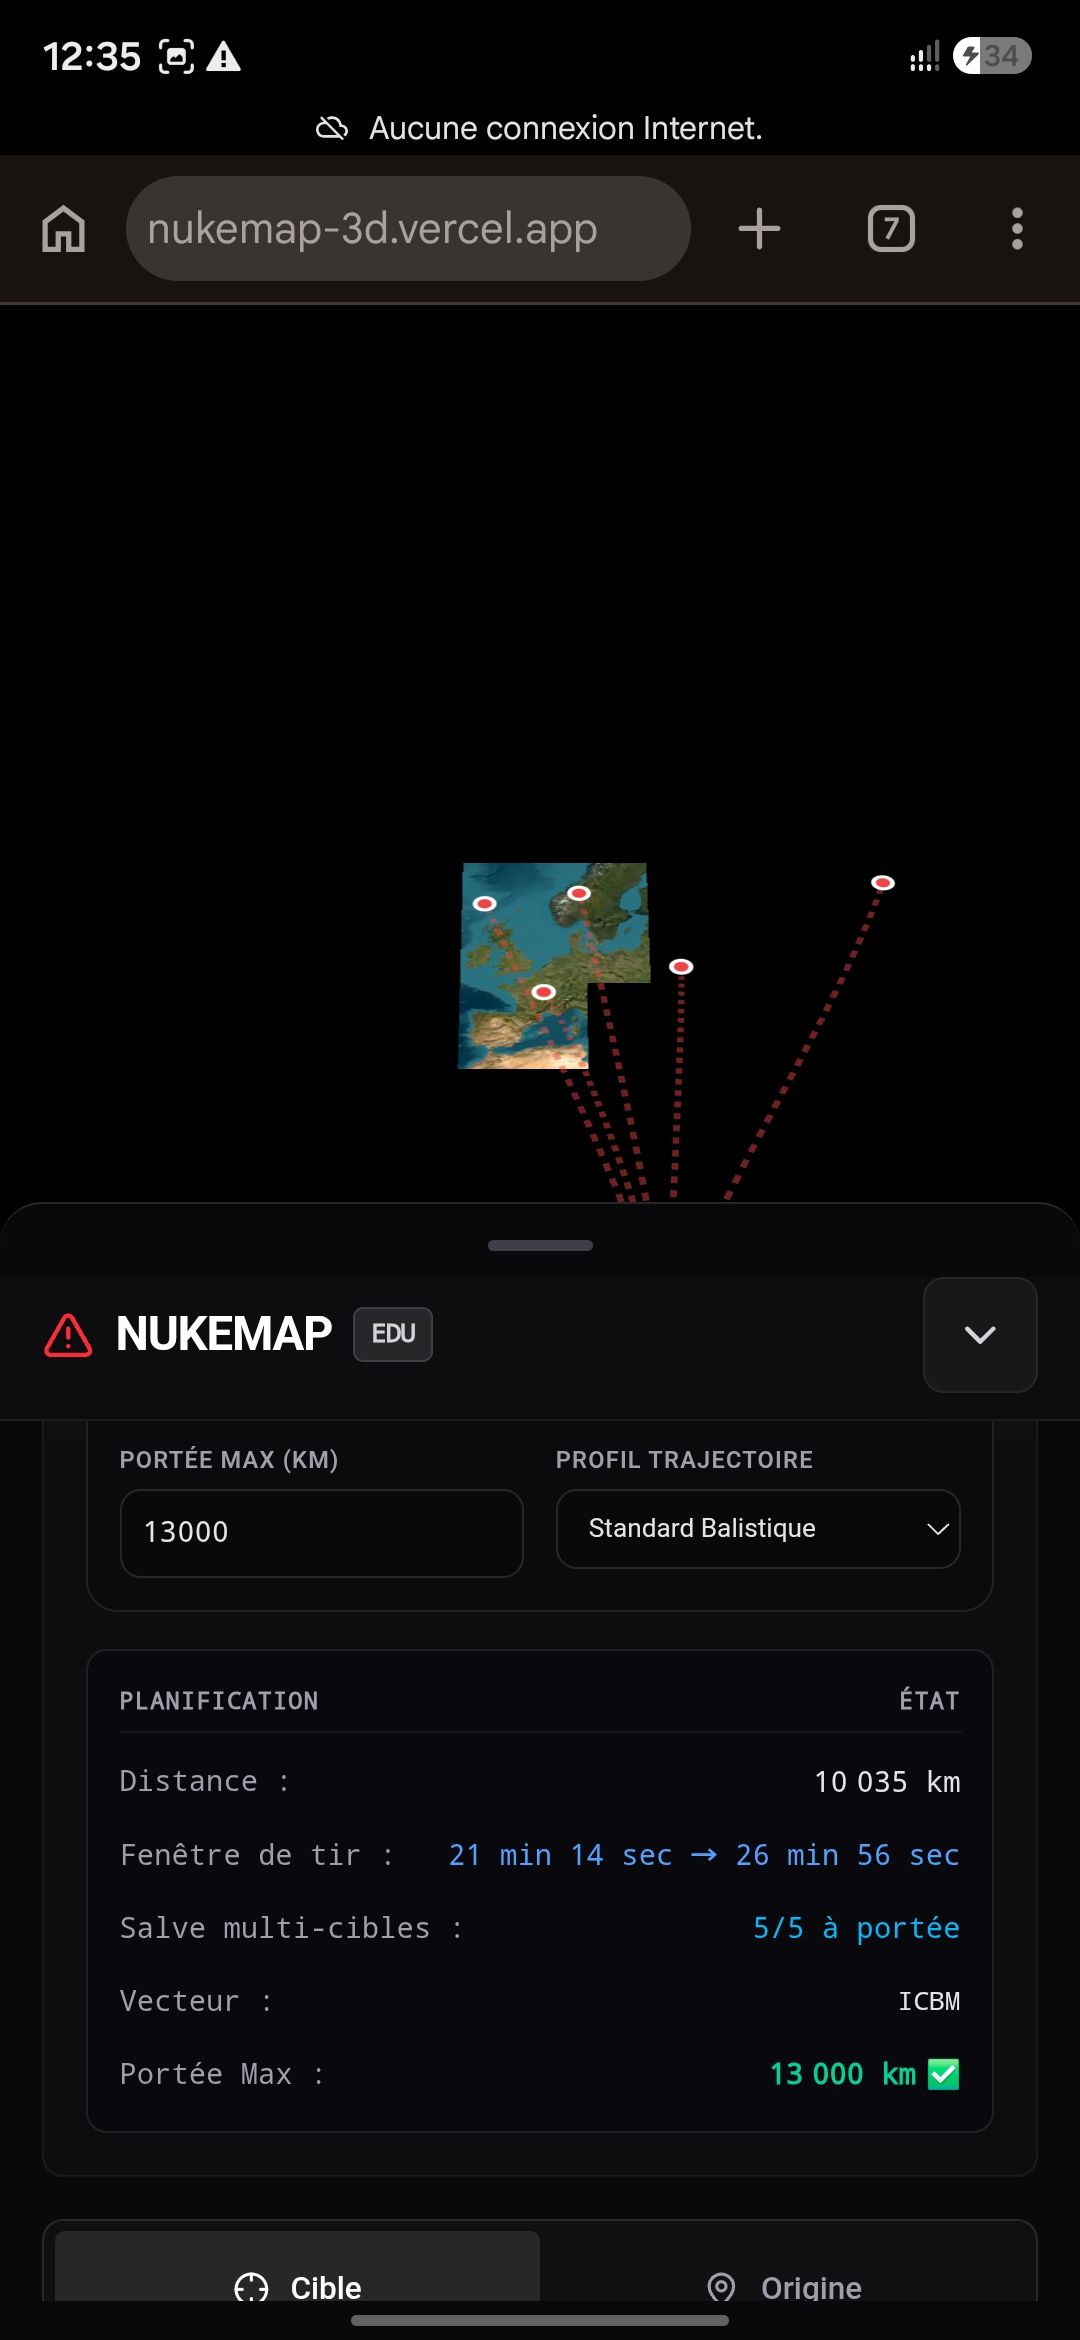 12:35
34
Aucune connexion Internet.
nukemap-3d.vercel.app
7
NUKEMAP EDU
PORTÉE MAX (KM) PROFIL TRAJECTOIRE
13000 Standard Balistique
PLANIFICATION ÉTAT
Distance : 10 035 km
Fenêtre de tir : 21 min 14 sec → 26 min 56 sec
Salve multi-cibles : 5/5 à portée
Vecteur : ICBM
Portée Max : 13 000 km ✅
Cible Origine